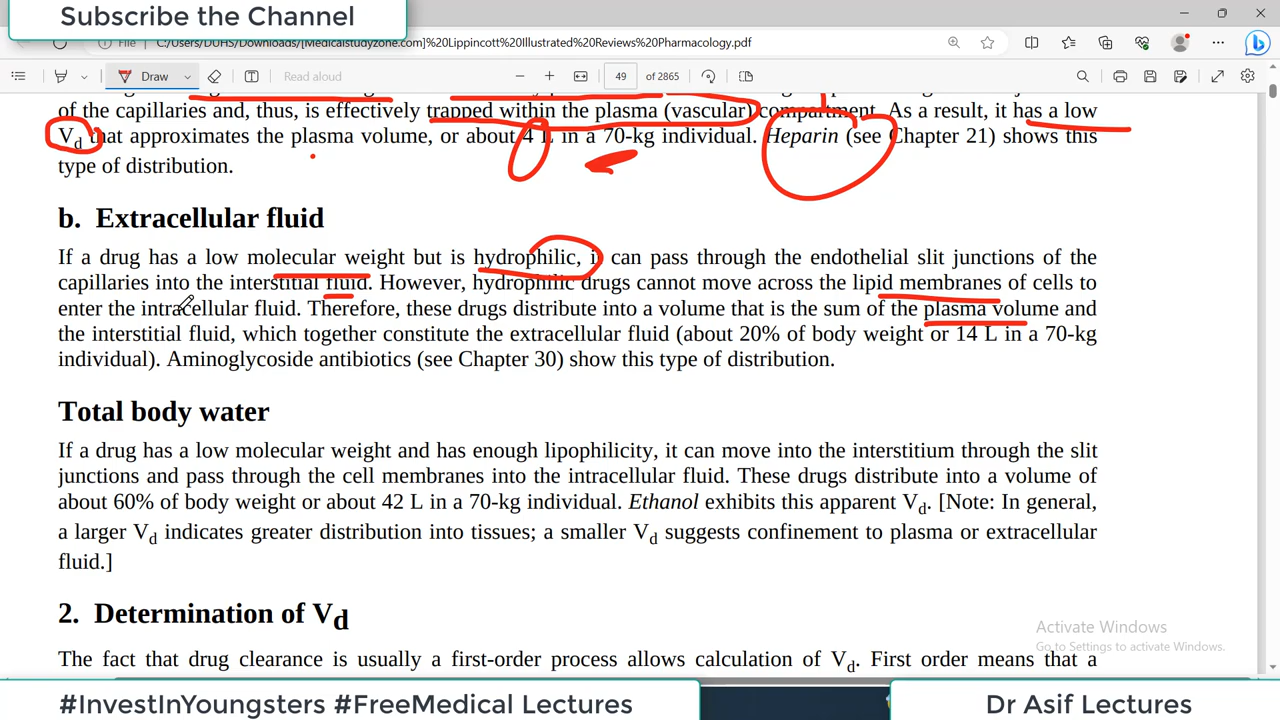 Subscribe the Channel
File C:/Users/DUHS/Downloads/[Medicalstudyzone.com]%20Lippincott%20Illustrated%20Reviews%20Pharmacology.pdf
Draw Read aloud 49 of 2865
of the capillaries and, thus, is effectively trapped within the plasma (vascular) compartment. As a result, it has a low
Vd that approximates the plasma volume, or about 4 L in a 70-kg individual. Heparin (see Chapter 21) shows this
type of distribution.
b. Extracellular fluid
If a drug has a low molecular weight but is hydrophilic, it can pass through the endothelial slit junctions of the
capillaries into the interstitial fluid. However, hydrophilic drugs cannot move across the lipid membranes of cells to
enter the intracellular fluid. Therefore, these drugs distribute into a volume that is the sum of the plasma volume and
the interstitial fluid, which together constitute the extracellular fluid (about 20% of body weight or 14 L in a 70-kg
individual). Aminoglycoside antibiotics (see Chapter 30) show this type of distribution.
Total body water
If a drug has a low molecular weight and has enough lipophilicity, it can move into the interstitium through the slit
junctions and pass through the cell membranes into the intracellular fluid. These drugs distribute into a volume of
about 60% of body weight or about 42 L in a 70-kg individual. Ethanol exhibits this apparent Vd. [Note: In general,
a larger Vd indicates greater distribution into tissues; a smaller Vd suggests confinement to plasma or extracellular
fluid.]
2. Determination of Vd
The fact that drug clearance is usually a first-order process allows calculation of Vd. First order means that a
Activate Windows
Go to Settings to activate Windows.
#InvestInYoungsters #FreeMedical Lectures
Dr Asif Lectures